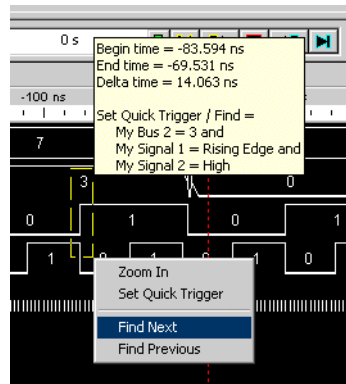 0 s
Begin time = -83.594 ns
End time = -69.531 ns
Delta time = 14.063 ns
Set Quick Trigger / Find =
My Bus 2 = 3 and
My Signal 1 = Rising Edge and
My Signal 2 = High
-100 ns
7
3 0
0 1 0 1
1 0 1 0 1 0
Zoom In
Set Quick Trigger
Find Next
Find Previous